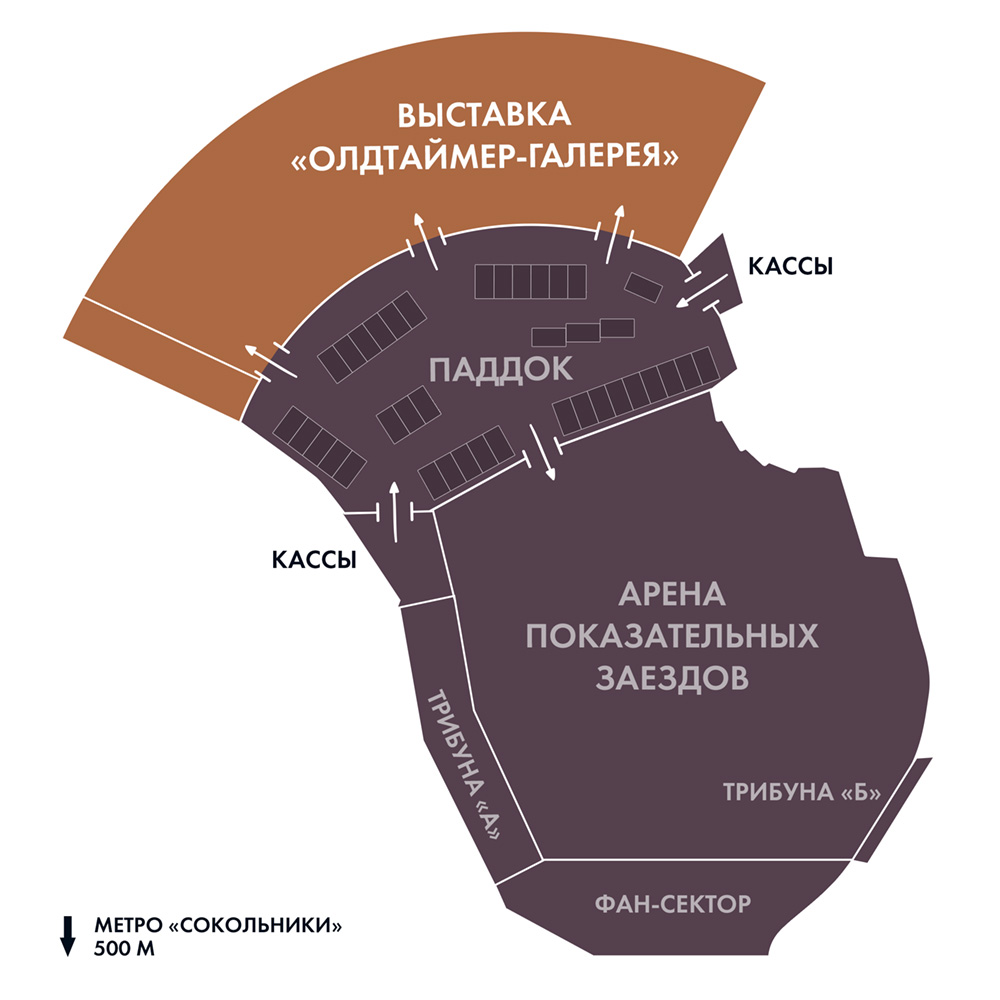 ВЫСТАВКА
«ОЛДТАЙМЕР-ГАЛЕРЕЯ»
КАССЫ
ПАДДОК
КАССЫ
АРЕНА
ПОКАЗАТЕЛЬНЫХ
ЗАЕЗДОВ
ТРИБУНА «А»
ТРИБУНА «Б»
ФАН-СЕКТОР
МЕТРО «СОКОЛЬНИКИ»
500 М